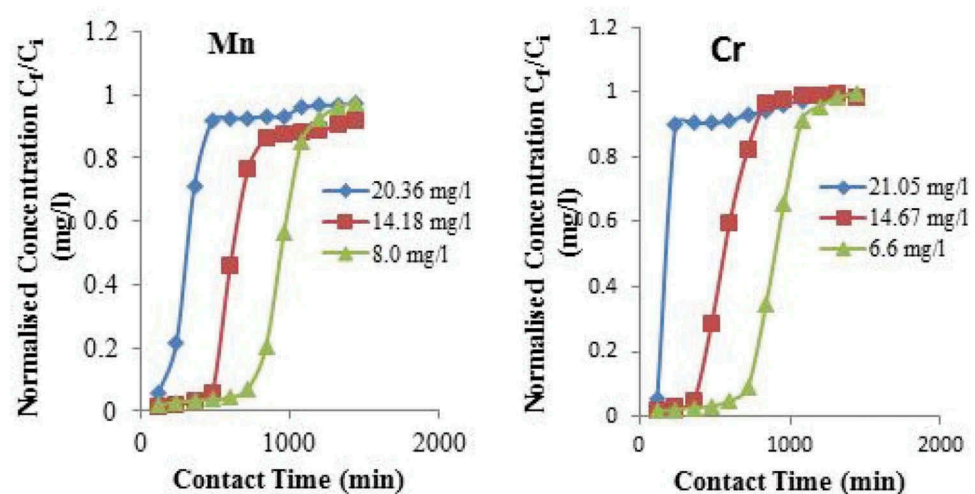 Mn
Normalised Concentration Cf/Ci
(mg/l)
1.2
1
0.8
0.6
0.4
0.2
0
0
1000
2000
20.36 mg/l
14.18 mg/l
8.0 mg/l
Contact Time (min)
Cr
Normalised Concentration Cf/Ci
(mg/l)
1.2
1
0.8
0.6
0.4
0.2
0
0
1000
2000
21.05 mg/l
14.67 mg/l
6.6 mg/l
Contact Time (min)